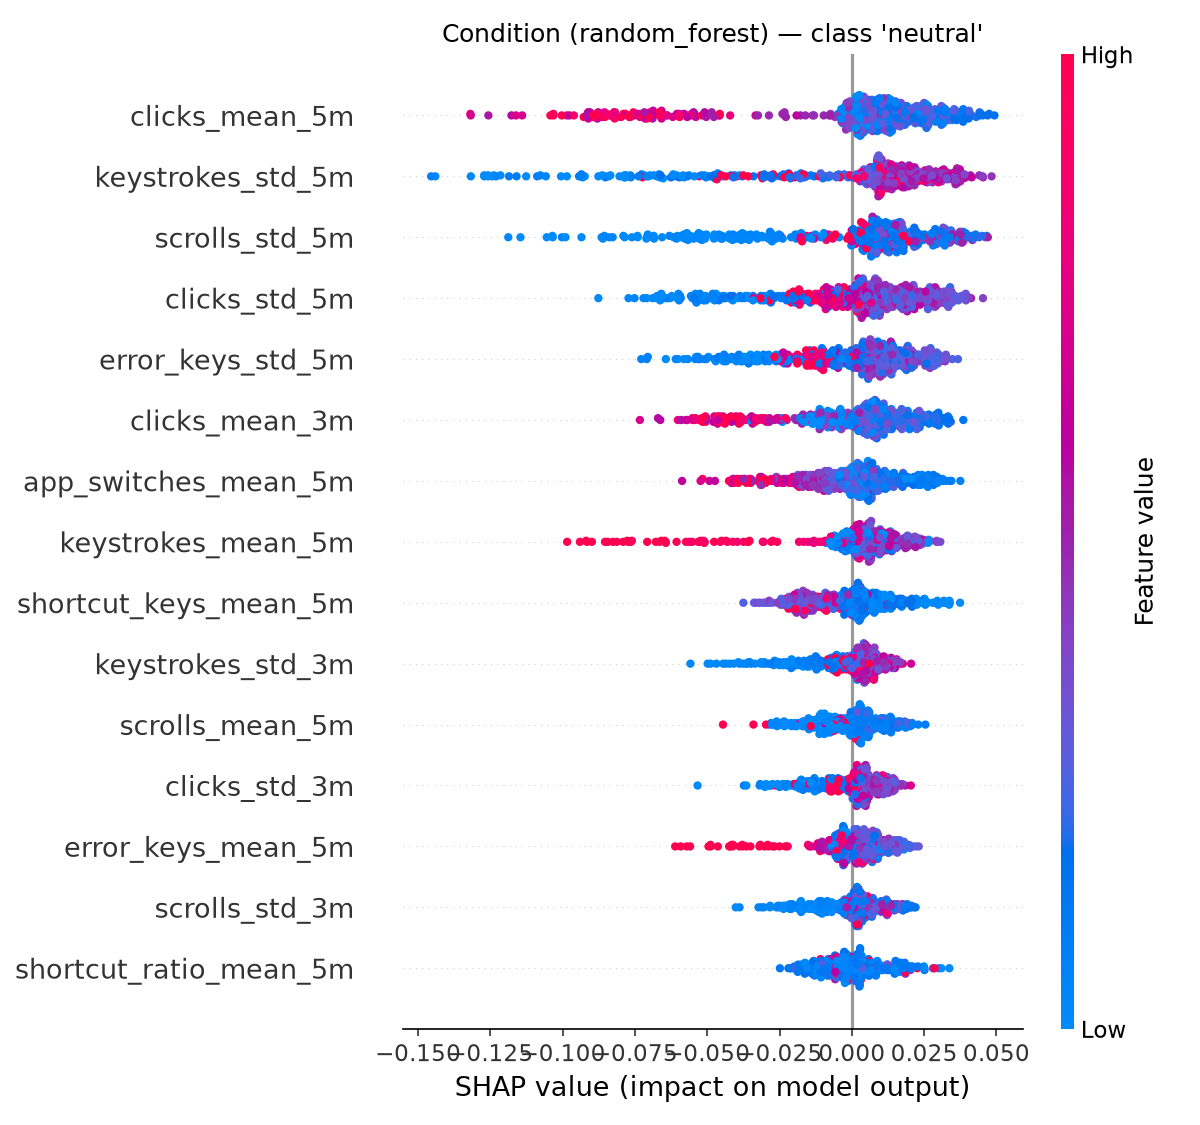 Condition (random_forest) — class 'neutral'
High
clicks_mean_5m
keystrokes_std_5m
scrolls_std_5m
clicks_std_5m
error_keys_std_5m
clicks_mean_3m
app_switches_mean_5m
keystrokes_mean_5m
shortcut_keys_mean_5m
keystrokes_std_3m
scrolls_mean_5m
clicks_std_3m
error_keys_mean_5m
scrolls_std_3m
shortcut_ratio_mean_5m
Feature value
Low
−0.150 −0.125 −0.100 −0.075 −0.050 −0.025 0.000 0.025 0.050
SHAP value (impact on model output)